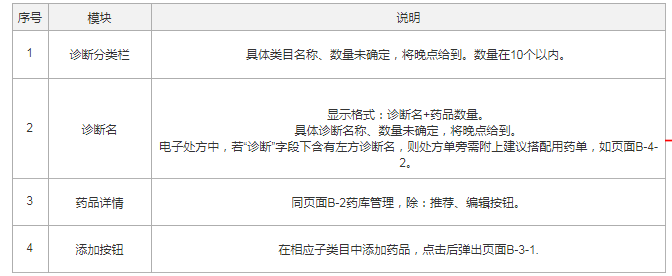 序号 模块 说明
1 诊断分类栏 具体类目名称、数量未确定，将晚点给到。数量在10个以内。
显示格式：诊断名+药品数量。
具体诊断名称、数量未确定，将晚点给到。
2 诊断名 电子处方中，若“诊断”字段下含有左方诊断名，则处方单旁需附上建议搭配用药单，如页面B-4-
2。
3 药品详情 同页面B-2药库管理，除：推荐、编辑按钮。
4 添加按钮 在相应子类目中添加药品，点击后弹出页面B-3-1.